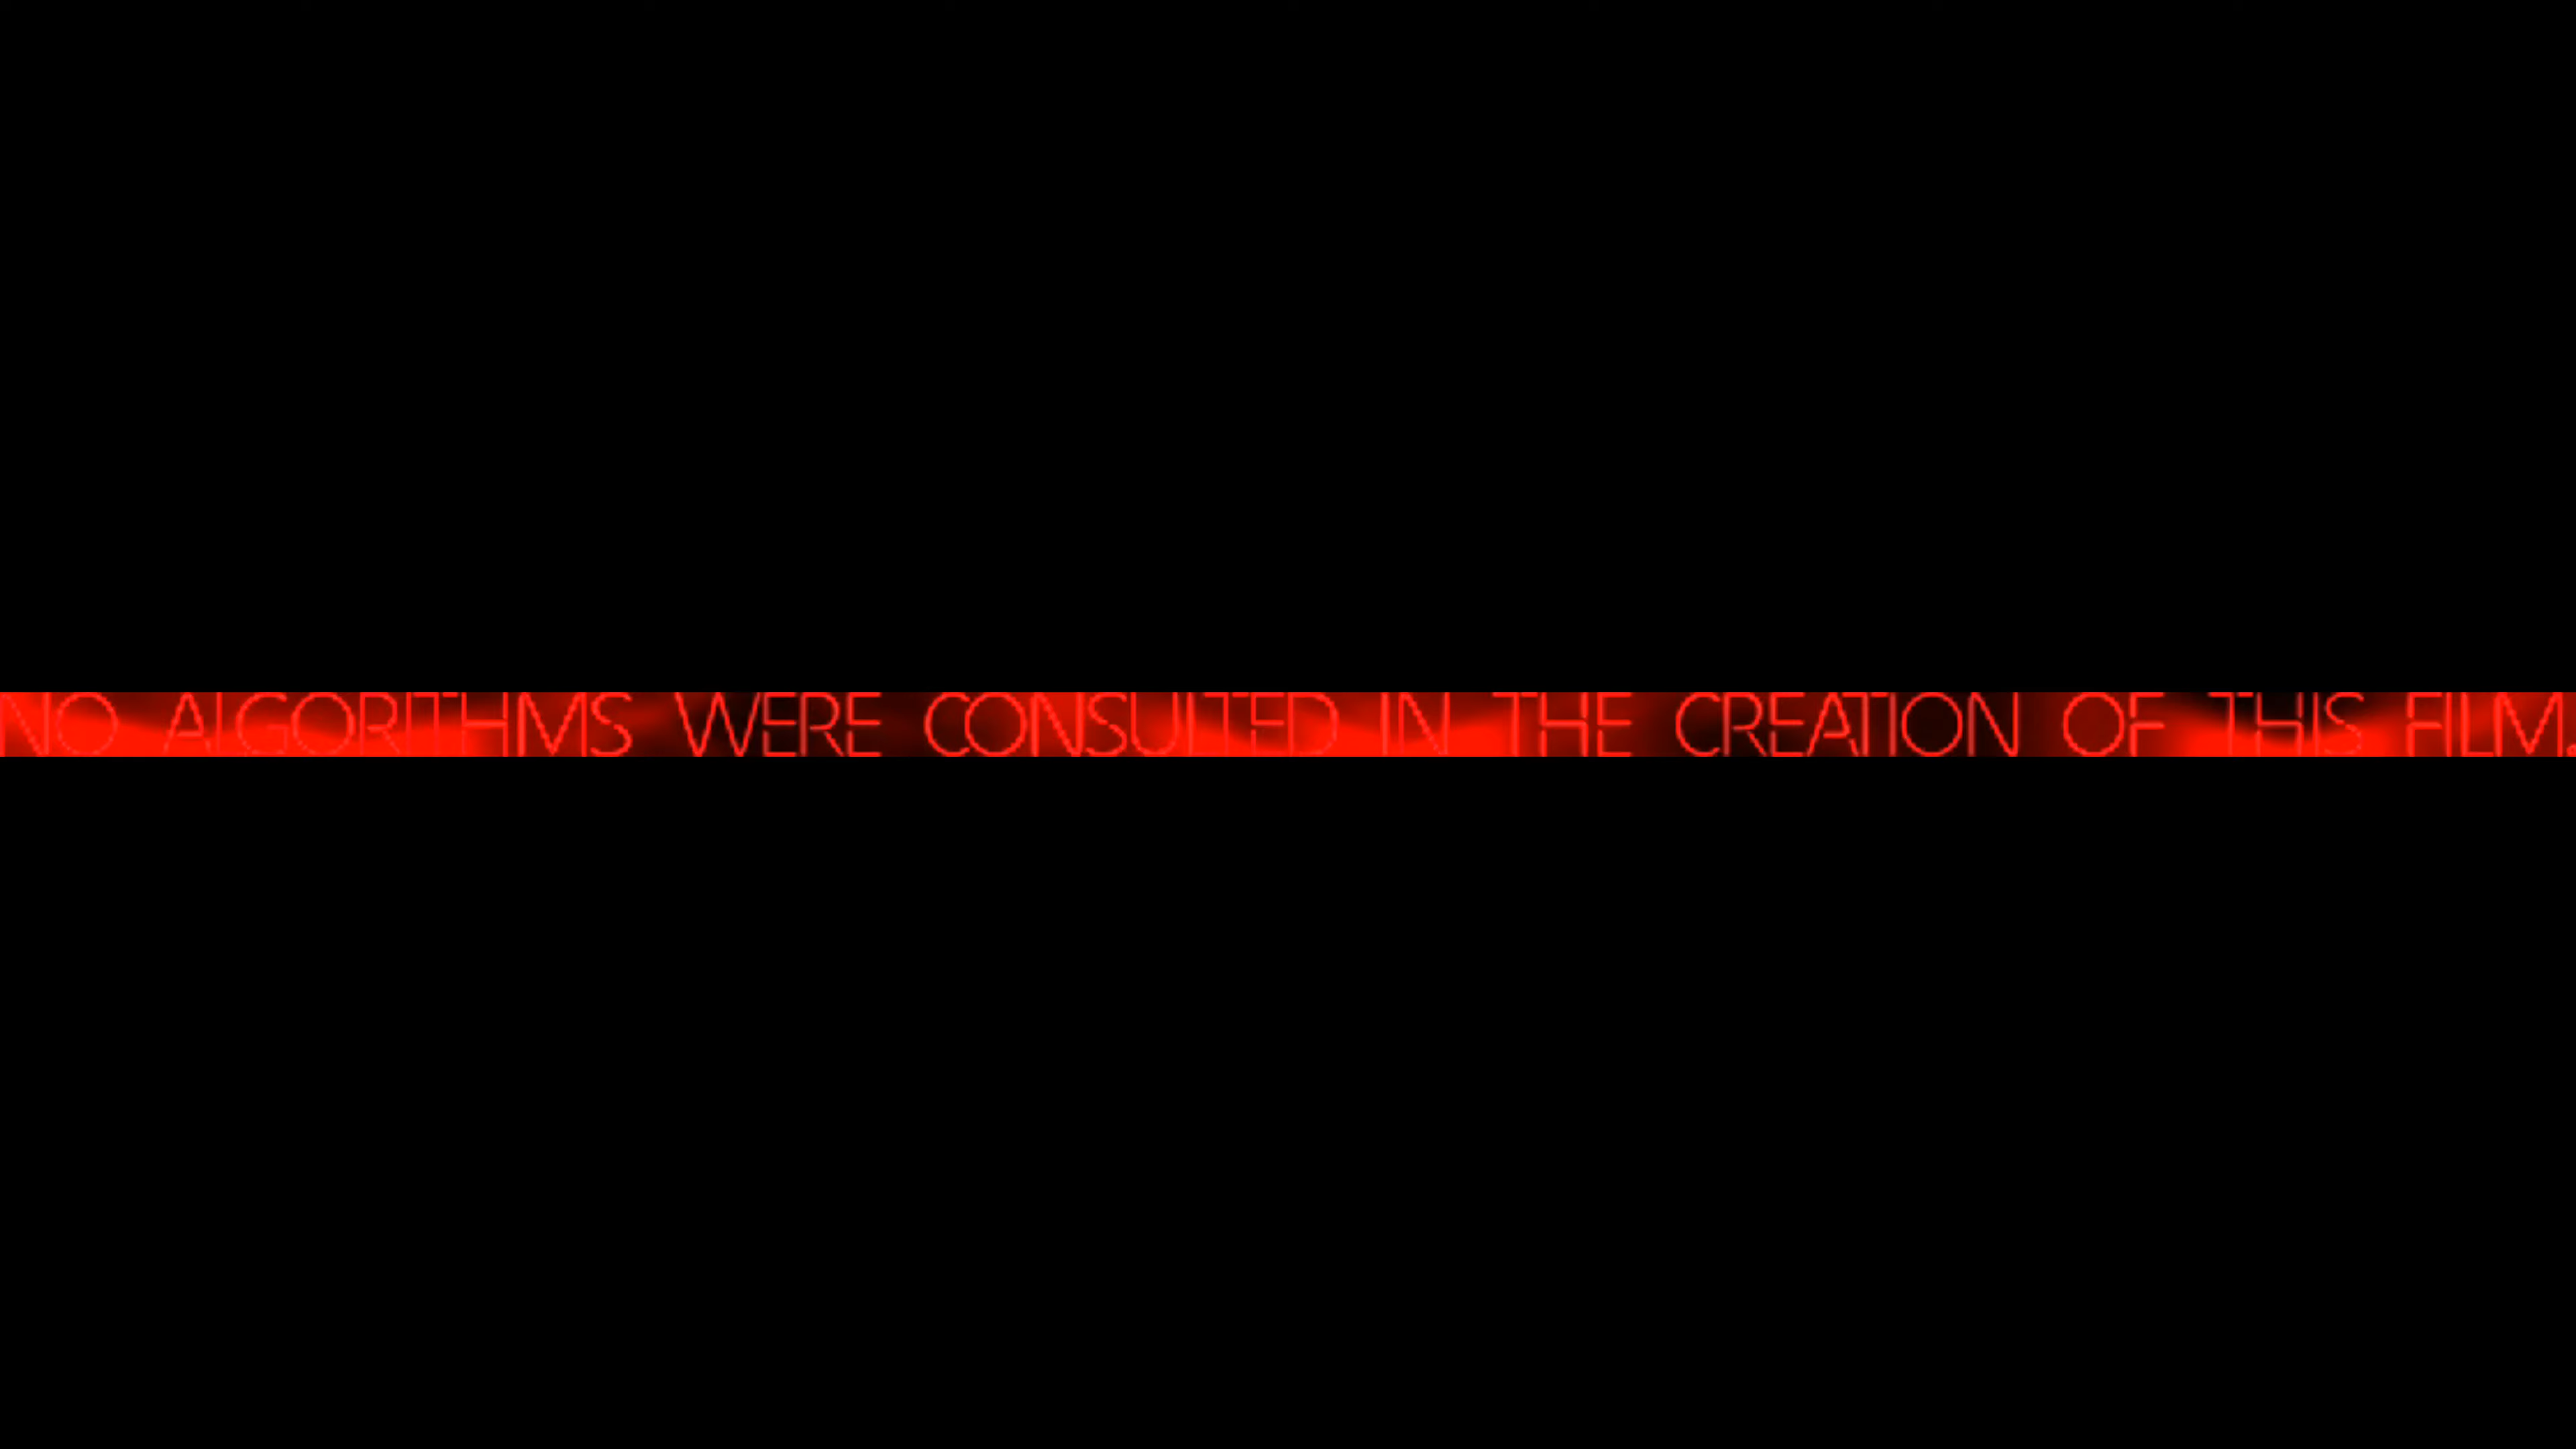 NO ALGORITHMS WERE CONSULTED IN THE CREATION OF THIS FILM.